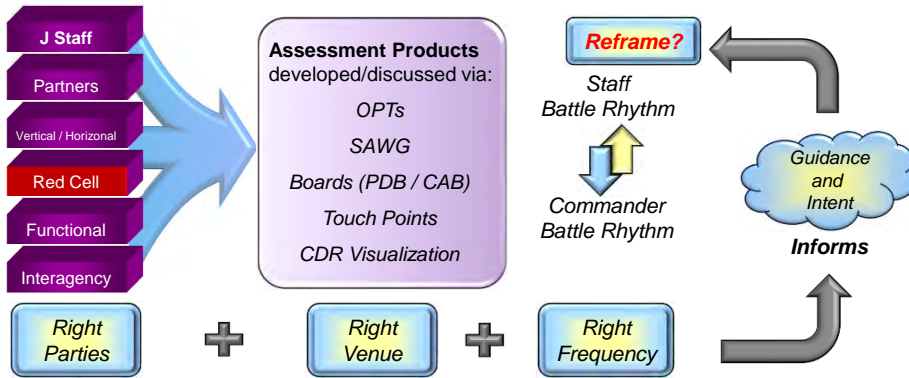 J Staff
Partners
Vertical / Horizonal
Red Cell
Functional
Interagency
Assessment Products
developed/discussed via:
OPTs
SAWG
Boards (PDB / CAB)
Touch Points
CDR Visualization
Reframe?
Staff
Battle Rhythm
Commander
Battle Rhythm
Guidance
and
Intent
Informs
Right
Parties
+
Right
Venue
+
Right
Frequency